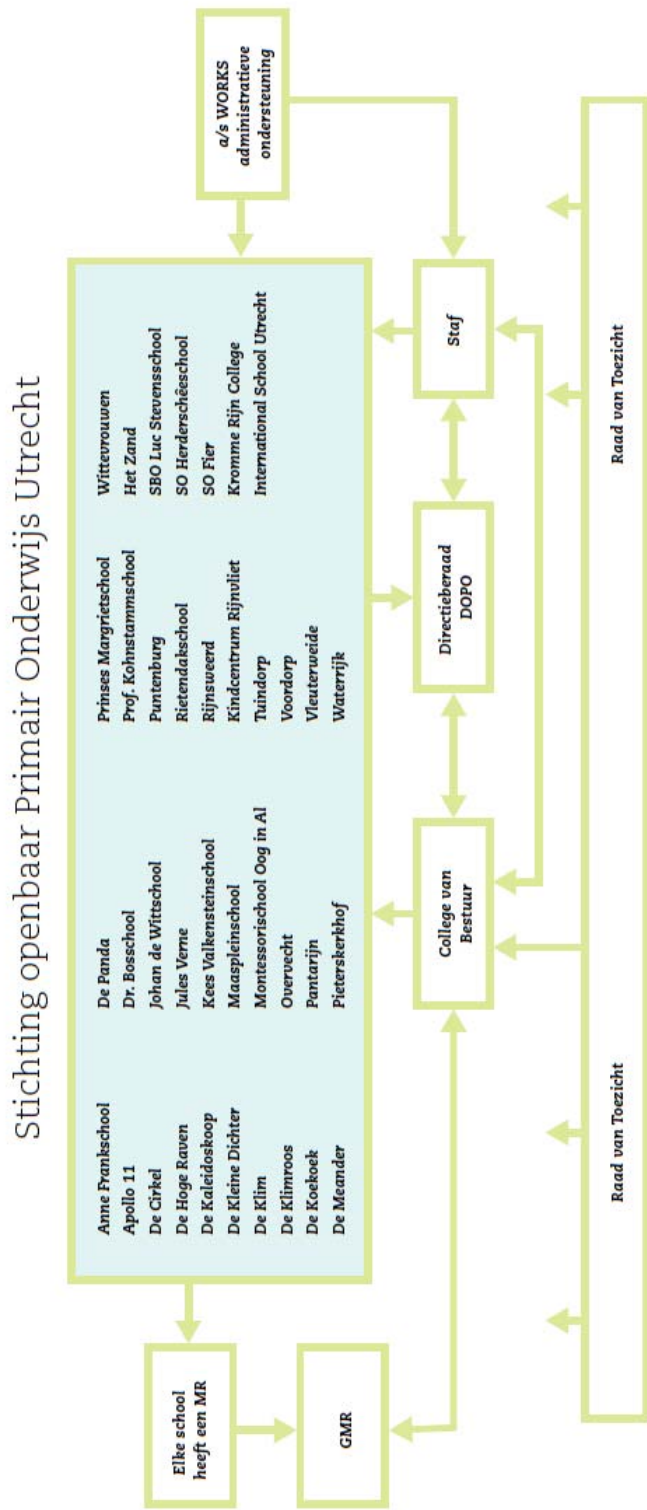 Stichting openbaar Primair Onderwijs Utrecht
Elke school
heeft een MR
GMR
Anne Frankschool
Apollo 11
De Cirkel
De Hoge Raven
De Kaleidoskoop
De Kleine Dichter
De Klim
De Klimroos
De Koekoek
De Meander
De Panda
Dr. Bosschool
Johan de Wittschool
Jules Verne
Kees Valkensteinschool
Maaspleinschool
Montessorischool Oog in Al
Overvecht
Pantarijn
Pieterskerkhof
Prinses Margrietschool
Prof. Kohnstammschool
Puntenburg
Rietendakschool
Rijnsweerd
Kindcentrum Rijnvliet
Tuindorp
Voordorp
Vleuterweide
Waterrijk
Wittevrouwen
Het Zand
SBO Luc Stevensschool
SO Herderschêeschool
SO Fier
Kromme Rijn College
International School Utrecht
a/s WORKS
administratieve
ondersteuning
College van
Bestuur
Directieberaad
DOPO
Staf
Raad van Toezicht
Raad van Toezicht